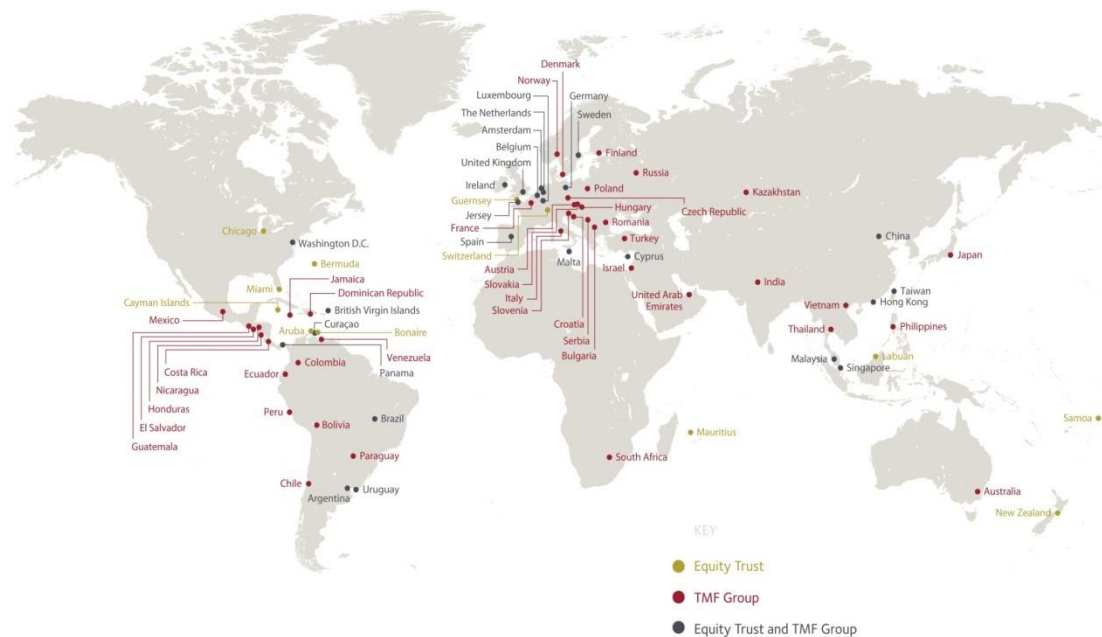 Denmark
Norway
Luxembourg
Germany
The Netherlands
Sweden
Amsterdam
Belgium
United Kingdom
Finland
Russia
Ireland
Poland
Kazakhstan
Guernsey
Hungary
Czech Republic
Jersey
Romania
France
Chicago
Spain
Turkey
China
Washington D.C.
Switzerland
Malta
Cyprus
Japan
Bermuda
Austria
Israel
Jamaica
Slovakia
India
Miami
Dominican Republic
Italy
United Arab
Emirates
Taiwan
Cayman Islands
British Virgin Islands
Slovenia
Vietnam
Hong Kong
Mexico
Curaçao
Aruba
Bonaire
Croatia
Thailand
Philippines
Serbia
Venezuela
Bulgaria
Malaysia
Labuan
Costa Rica
Colombia
Panama
Singapore
Ecuador
Nicaragua
Honduras
Peru
Brazil
Samoa
El Salvador
Bolivia
Mauritius
Guatemala
Paraguay
South Africa
Chile
Uruguay
Argentina
Australia
New Zealand
KEY
Equity Trust
TMF Group
Equity Trust and TMF Group